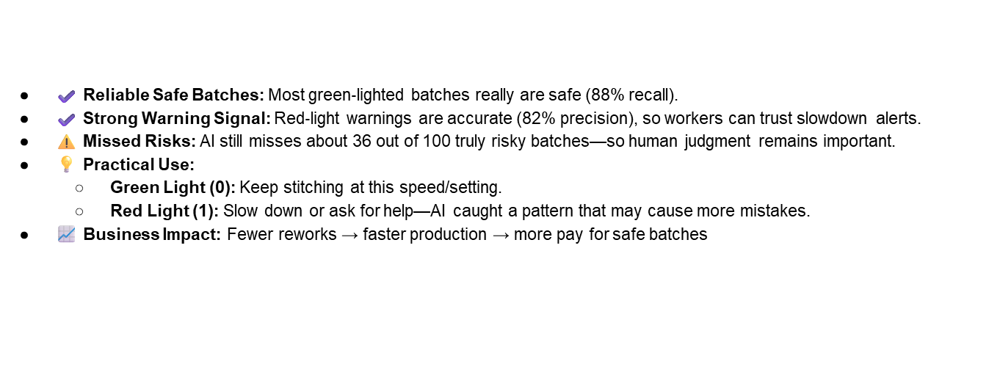 ● ✔ Reliable Safe Batches: Most green-lighted batches really are safe (88% recall).
● ✔ Strong Warning Signal: Red-light warnings are accurate (82% precision), so workers can trust slowdown alerts.
● ⚠️ Missed Risks: AI still misses about 36 out of 100 truly risky batches—so human judgment remains important.
● 💡 Practical Use:
○ Green Light (0): Keep stitching at this speed/setting.
○ Red Light (1): Slow down or ask for help—AI caught a pattern that may cause more mistakes.
● 📈 Business Impact: Fewer reworks → faster production → more pay for safe batches